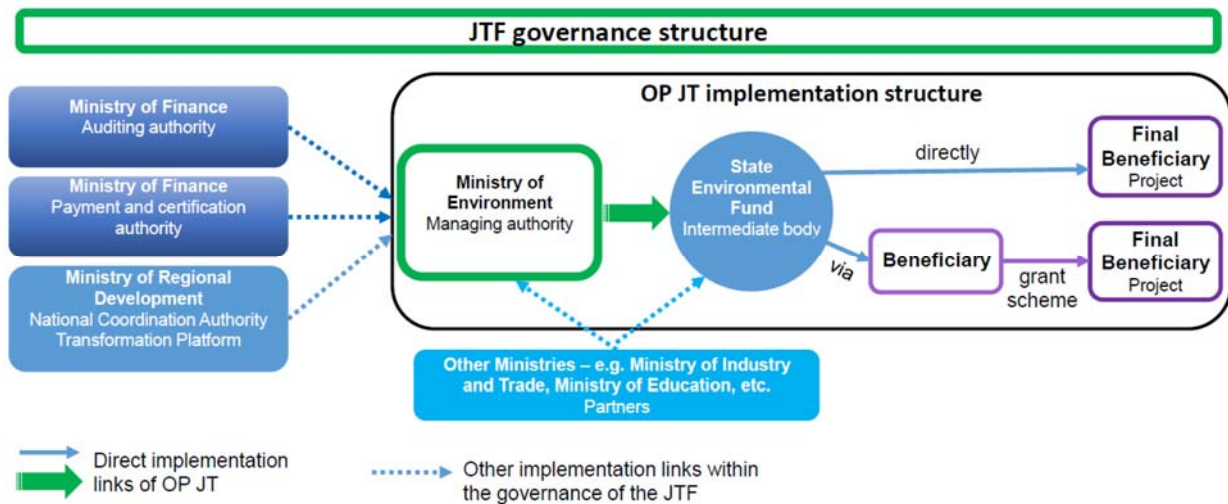 JTF governance structure
Ministry of Finance
Auditing authority
Ministry of Finance
Payment and certification
authority
Ministry of Regional
Development
National Coordination Authority
Transformation Platform
OP JT implementation structure
Ministry of
Environment
Managing authority
State
Environmental
Fund
Intermediate body
directly
Final
Beneficiary
Project
via
Beneficiary
grant
scheme
Final
Beneficiary
Project
Other Ministries – e.g. Ministry of Industry
and Trade, Ministry of Education, etc.
Partners
Direct implementation
links of OP JT
Other implementation links within
the governance of the JTF